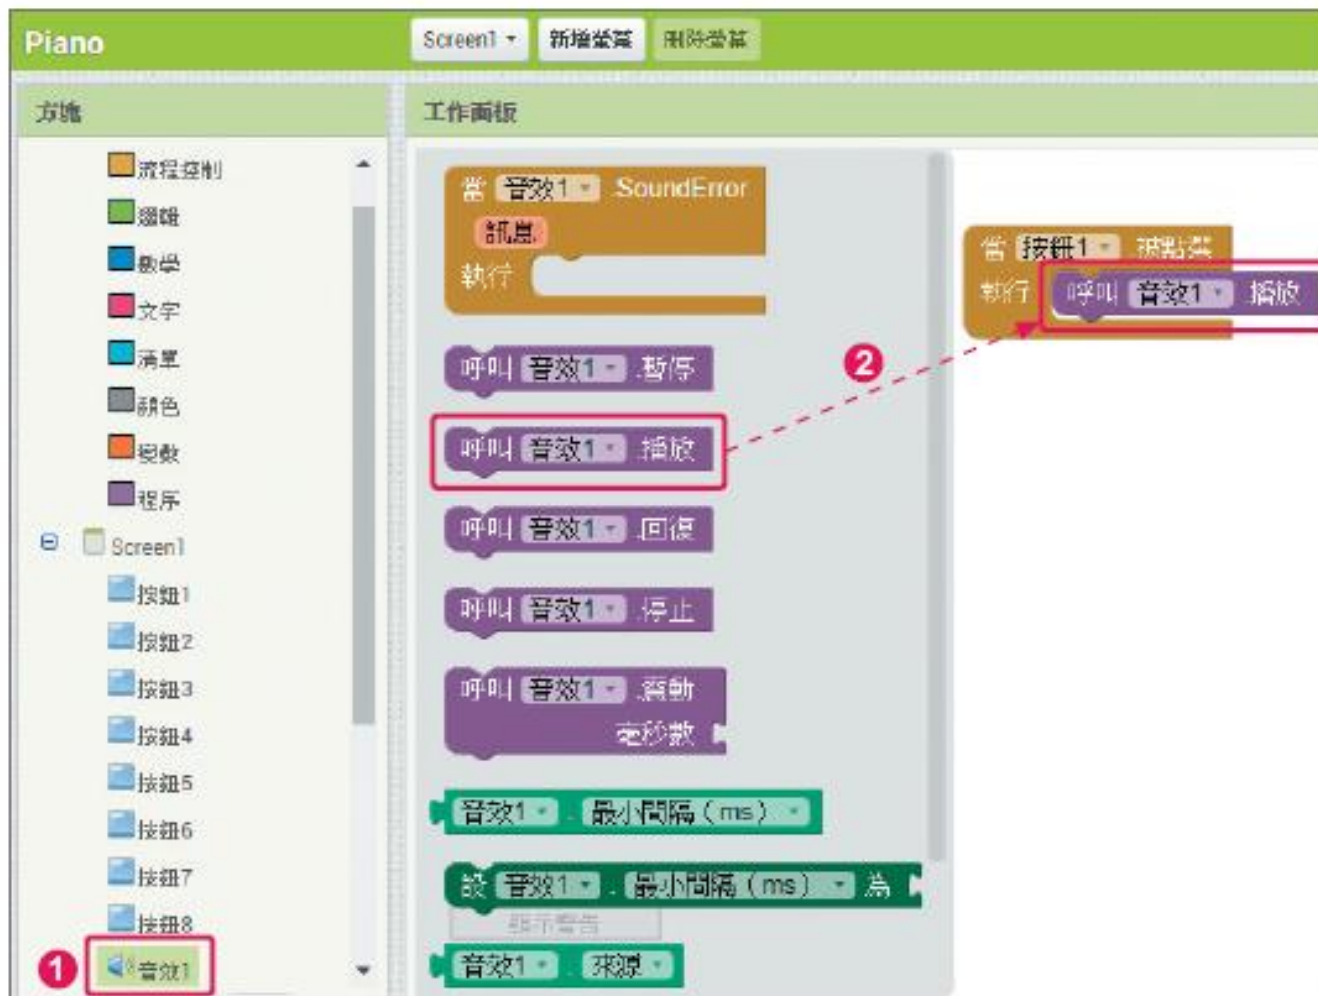 Piano
Screen1
新增螢幕
刪除螢幕
方塊
工作面板
流程控制
邏輯
數學
文字
清單
顏色
變數
程序
Screen1
按鈕1
按鈕2
按鈕3
按鈕4
按鈕5
按鈕6
按鈕7
按鈕8
1
音效1
當 音效1 .SoundError
訊息
執行
呼叫 音效1 .暫停
呼叫 音效1 .播放
呼叫 音效1 .回復
呼叫 音效1 .停止
呼叫 音效1 .震動
毫秒數
音效1 . 最小間隔(ms)
設 音效1 . 最小間隔(ms) 為
顯示警告
音效1 . 來源
2
當 按鈕1 .被點選
執行 呼叫 音效1 .播放